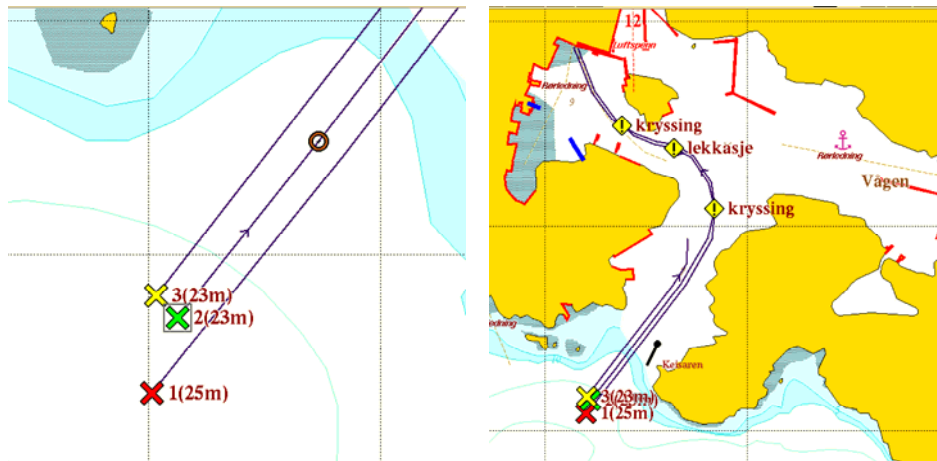 3(23m)
2(23m)
1(25m)
12
Luftspenn
Rørledning
9
kryssing
lekkasje
Rørledning
Vågen
kryssing
Keisaren
3(23m)
1(25m)